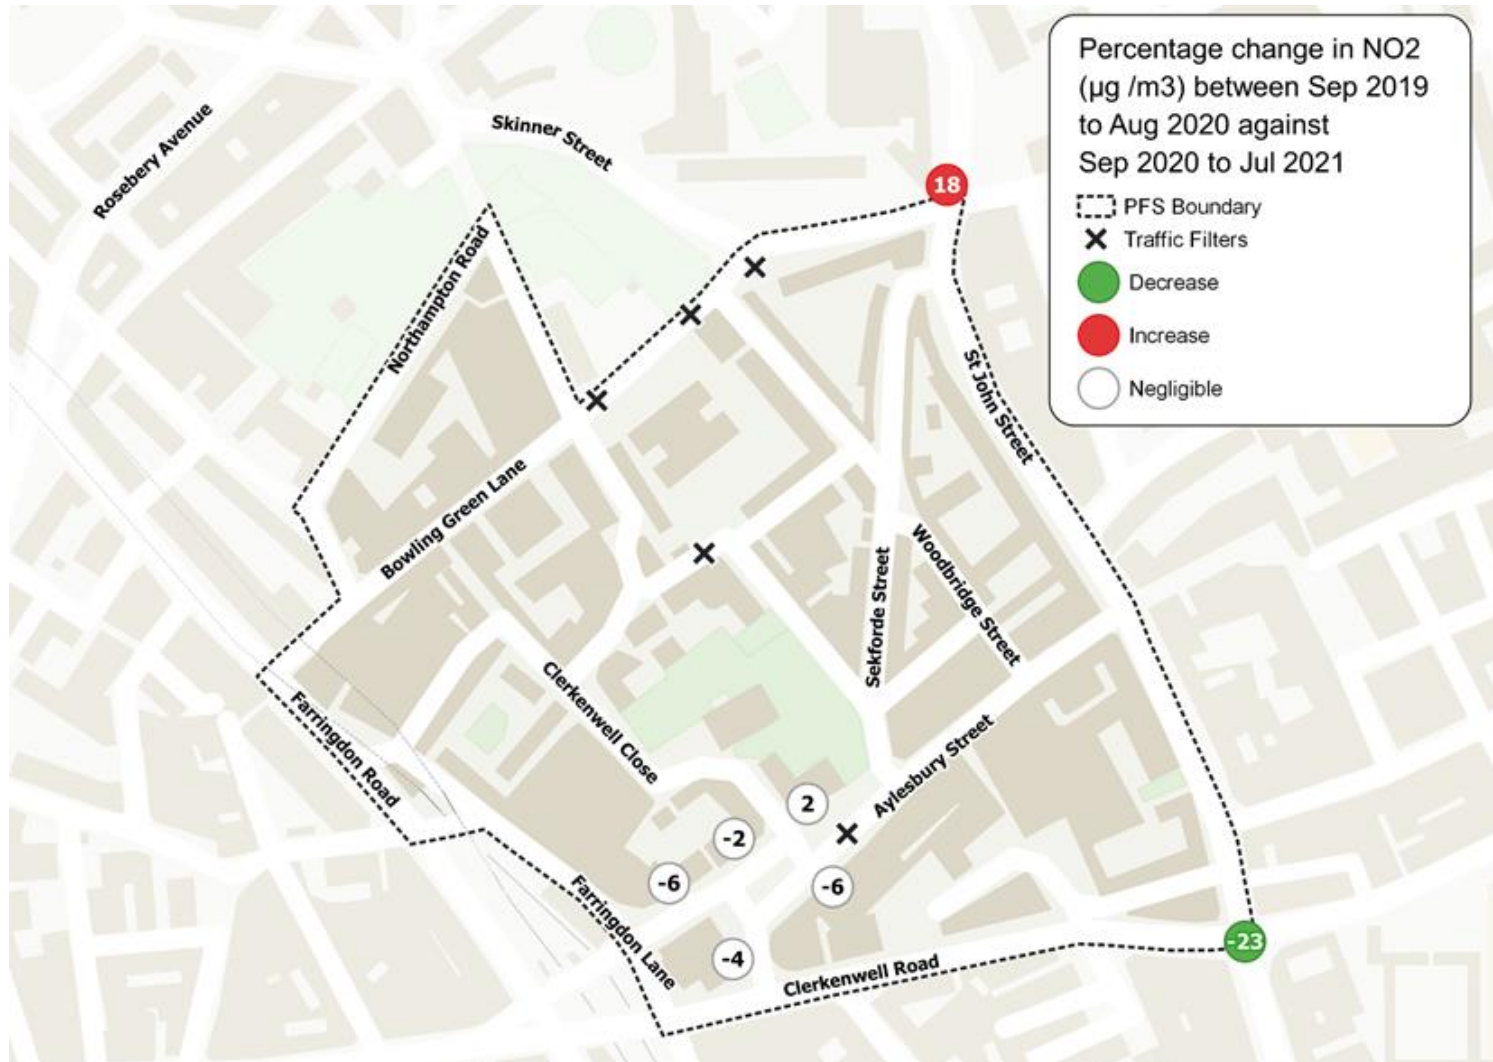 Percentage change in NO2
(µg /m3) between Sep 2019
to Aug 2020 against
Sep 2020 to Jul 2021
PFS Boundary
Traffic Filters
Decrease
Increase
Negligible
Rosebery Avenue
Skinner Street
18
Northampton Road
St John Street
Bowling Green Lane
Woodbridge Street
Sekforde Street
Clerkenwell Close
Farringdon Road
Aylesbury Street
2
-2
-6
-6
Farringdon Lane
-4
Clerkenwell Road
-23